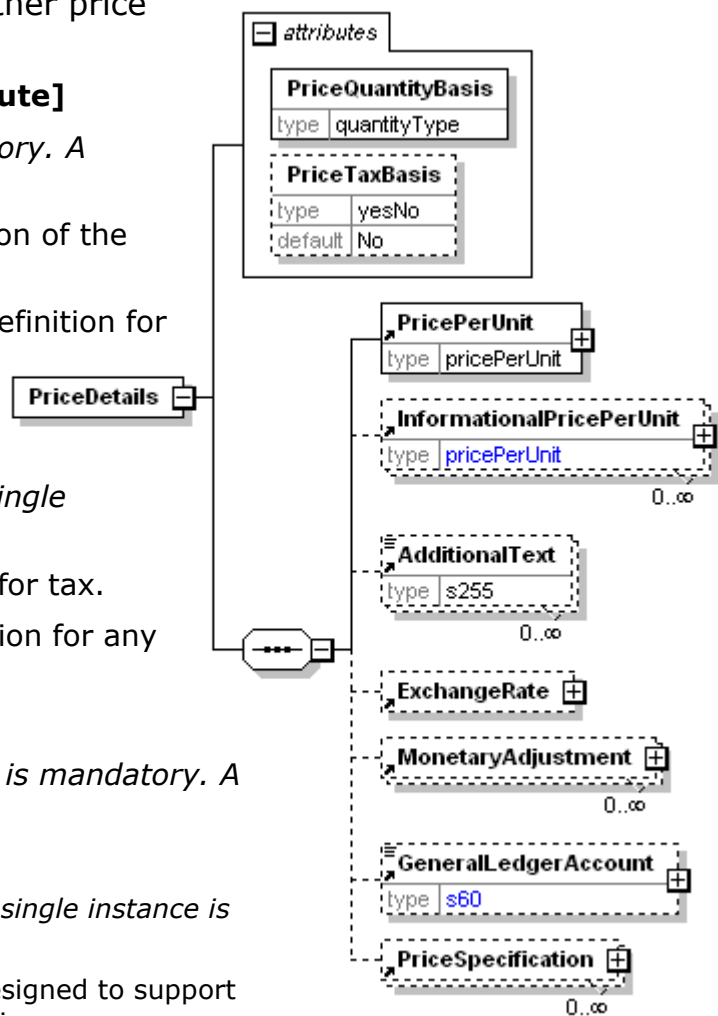 ther price
ute]
ory. A
on of the
efinition for
ingle
for tax.
ion for any
is mandatory. A
single instance is
esigned to support
attributes
PriceQuantityBasis
type quantityType
PriceTaxBasis
type yesNo
default No
PriceDetails
PricePerUnit
type pricePerUnit
InformationalPricePerUnit
type pricePerUnit
0..∞
AdditionalText
type s255
0..∞
ExchangeRate
MonetaryAdjustment
0..∞
GeneralLedgerAccount
type s60
PriceSpecification
0..∞